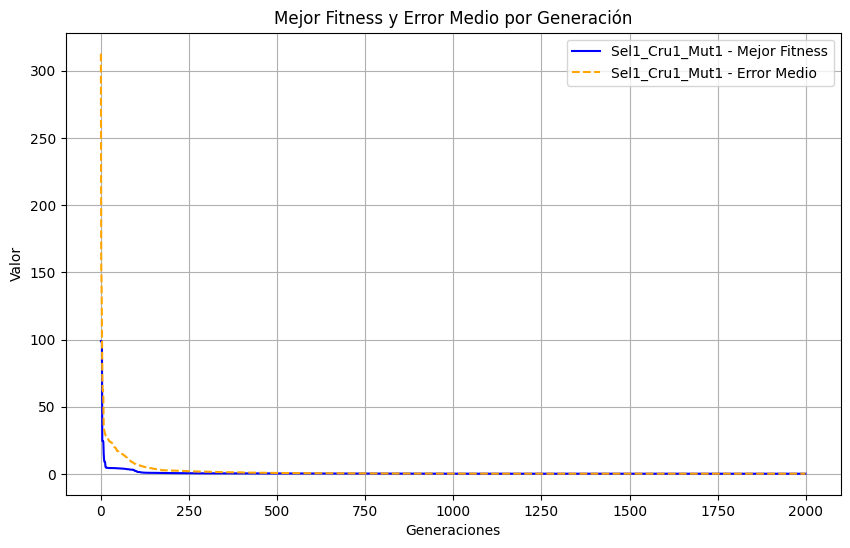 Mejor Fitness y Error Medio por Generación
Sel1_Cru1_Mut1 - Mejor Fitness
Sel1_Cru1_Mut1 - Error Medio
300
250
200
150
100
50
0
Valor
0 250 500 750 1000 1250 1500 1750 2000
Generaciones